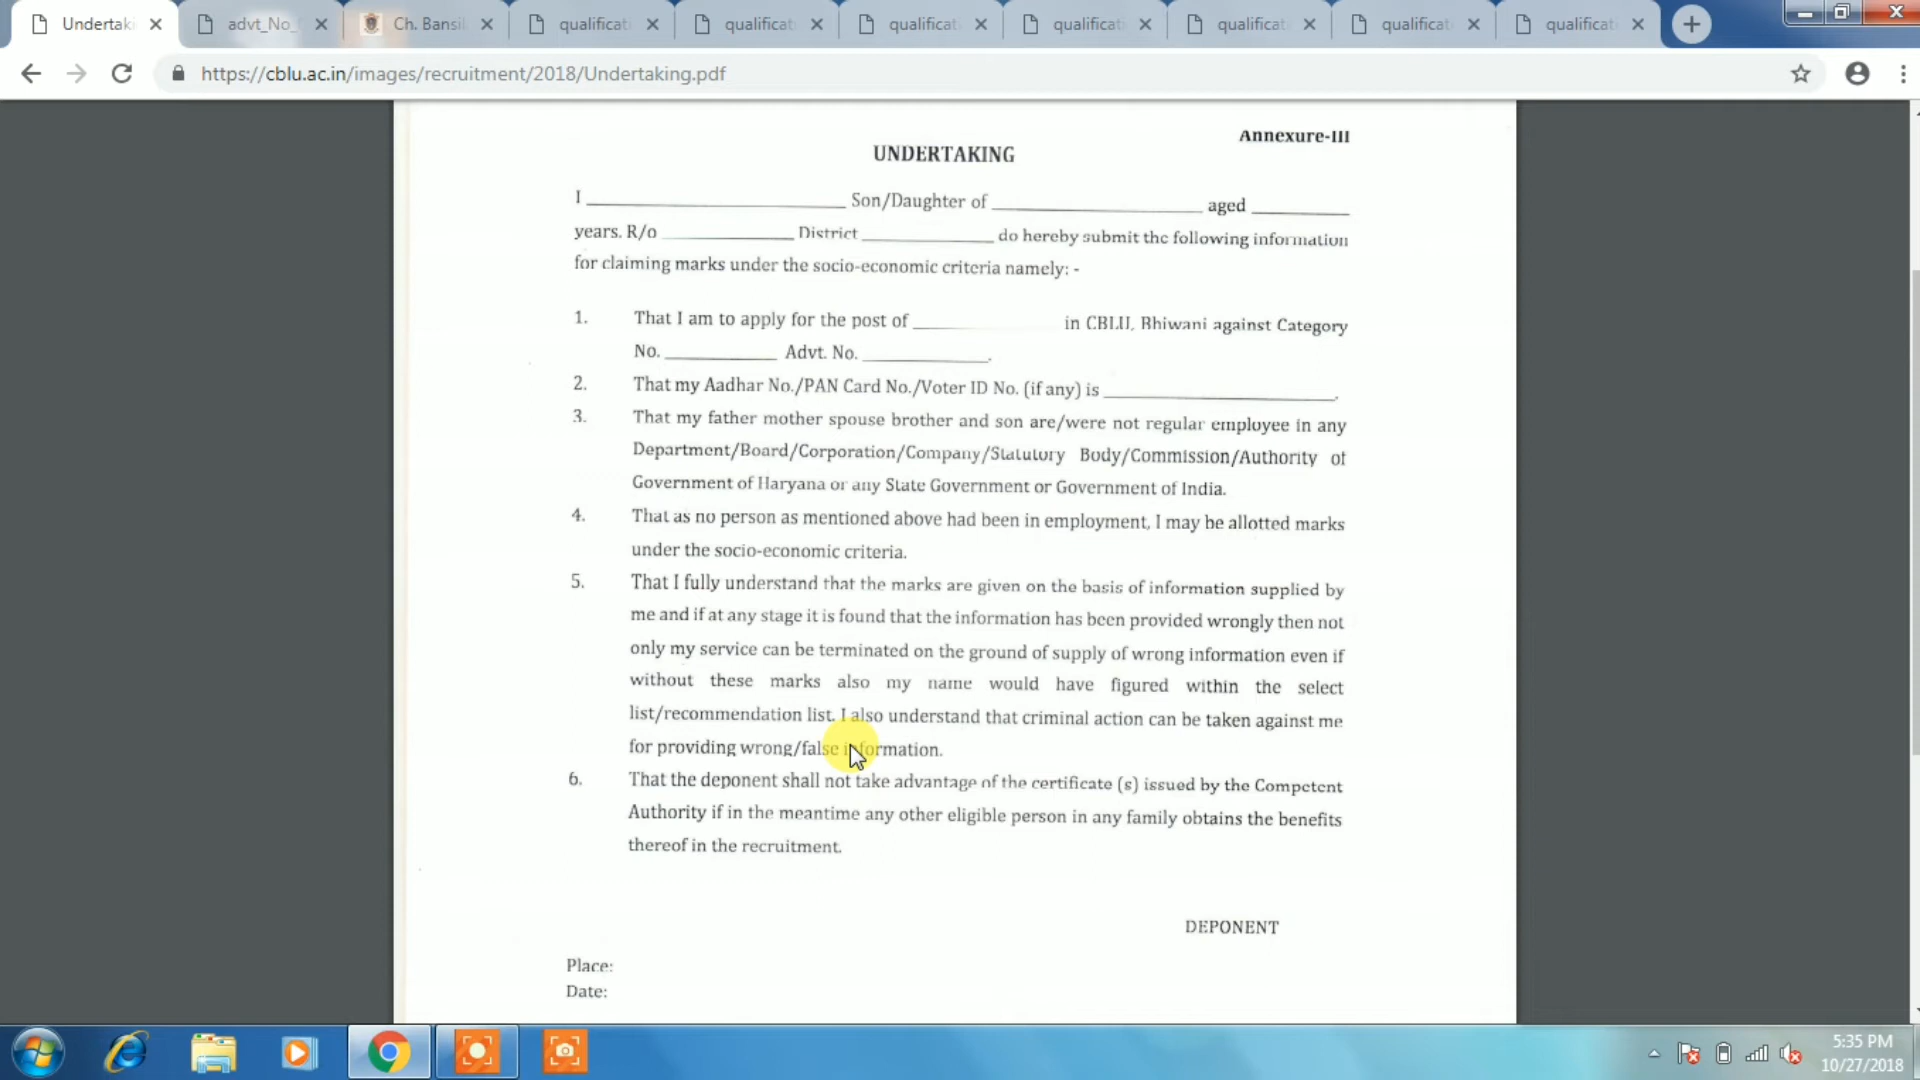 Undertaki
advt_No_
Ch. Bansil
qualificat
qualificat
qualificat
qualificat
qualificat
qualificat
qualificat
https://cblu.ac.in/images/recruitment/2018/Undertaking.pdf
Annexure-III
UNDERTAKING
I ____________ Son/Daughter of ____________ aged ______
years. R/o ________ District ________ do hereby submit the following information
for claiming marks under the socio-economic criteria namely: -
1. That I am to apply for the post of ________ in CBLU, Bhiwani against Category
No. ________ Advt. No. ________.
2. That my Aadhar No./PAN Card No./Voter ID No. (if any) is ____________.
3. That my father mother spouse brother and son are/were not regular employee in any
Department/Board/Corporation/Company/Statutory Body/Commission/Authority of
Government of Haryana or any State Government or Government of India.
4. That as no person as mentioned above had been in employment, I may be allotted marks
under the socio-economic criteria.
5. That I fully understand that the marks are given on the basis of information supplied by
me and if at any stage it is found that the information has been provided wrongly then not
only my service can be terminated on the ground of supply of wrong information even if
without these marks also my name would have figured within the select
list/recommendation list. I also understand that criminal action can be taken against me
for providing wrong/false information.
6. That the deponent shall not take advantage of the certificate (s) issued by the Competent
Authority if in the meantime any other eligible person in any family obtains the benefits
thereof in the recruitment.
DEPONENT
Place:
Date:
5:35 PM
10/27/2018